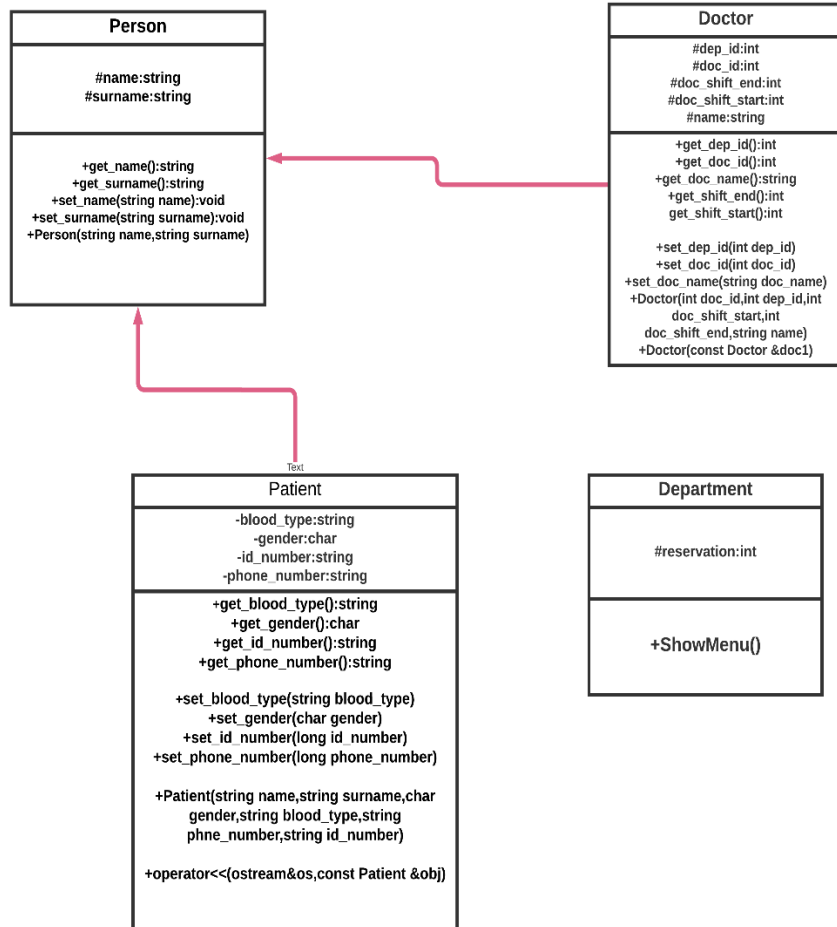 Person
#name:string
#surname:string
+get_name():string
+get_surname():string
+set_name(string name):void
+set_surname(string surname):void
+Person(string name,string surname)
Doctor
#dep_id:int
#doc_id:int
#doc_shift_end:int
#doc_shift_start:int
#name:string
+get_dep_id():int
+get_doc_id():int
+get_doc_name():string
+get_shift_end():int
get_shift_start():int
+set_dep_id(int dep_id)
+set_doc_id(int doc_id)
+set_doc_name(string doc_name)
+Doctor(int doc_id,int dep_id,int
doc_shift_start,int
doc_shift_end,string name)
+Doctor(const Doctor &doc1)
Text
Patient
-blood_type:string
-gender:char
-id_number:string
-phone_number:string
+get_blood_type():string
+get_gender():char
+get_id_number():string
+get_phone_number():string
+set_blood_type(string blood_type)
+set_gender(char gender)
+set_id_number(long id_number)
+set_phone_number(long phone_number)
+Patient(string name,string surname,char
gender,string blood_type,string
phne_number,string id_number)
+operator<<(ostream&os,const Patient &obj)
Department
#reservation:int
+ShowMenu()